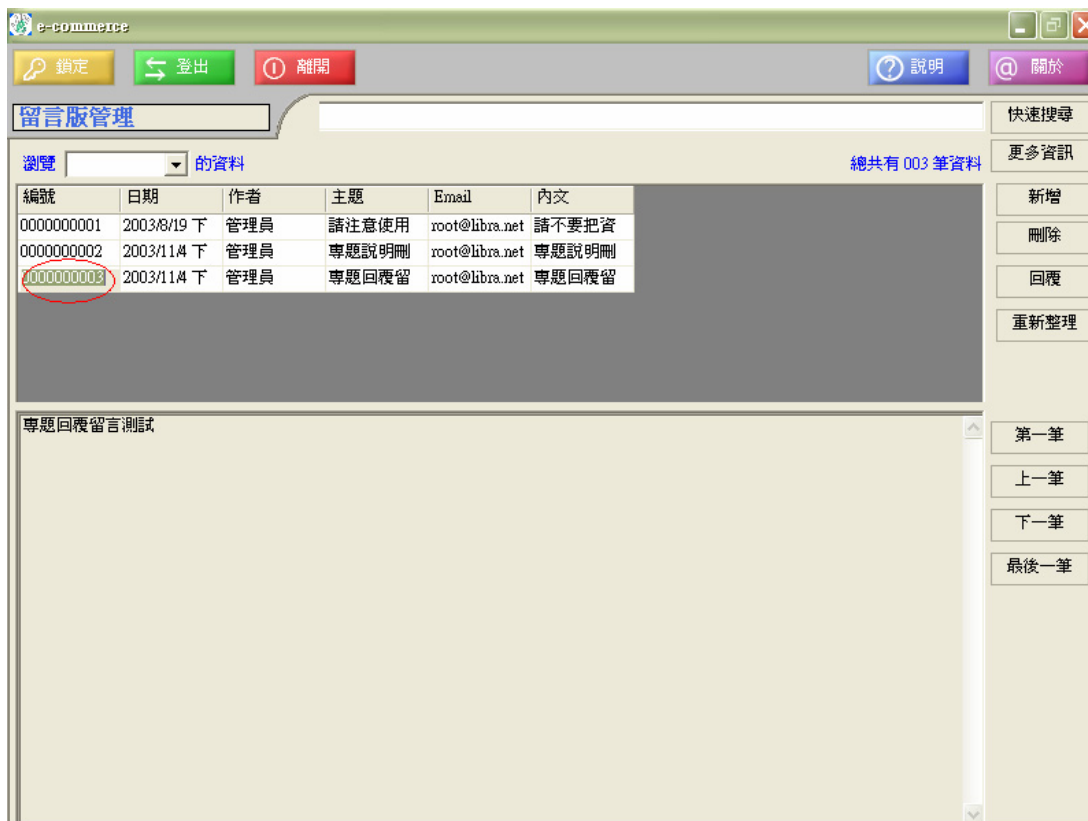 e-commerce
鎖定 登出 離開 說明 @ 關於
留言版管理
快速搜尋
瀏覽 的資料 總共有 003 筆資料
更多資訊
編號 日期 作者 主題 Email 內文
0000000001 2003/8/19 下 管理員 請注意使用 root@libra.net 請不要把資
0000000002 2003/11/4 下 管理員 專題說明刪 root@libra.net 專題說明刪
0000000003 2003/11/4 下 管理員 專題回覆留 root@libra.net 專題回覆留
新增
刪除
回覆
重新整理
專題回覆留言測試
第一筆
上一筆
下一筆
最後一筆